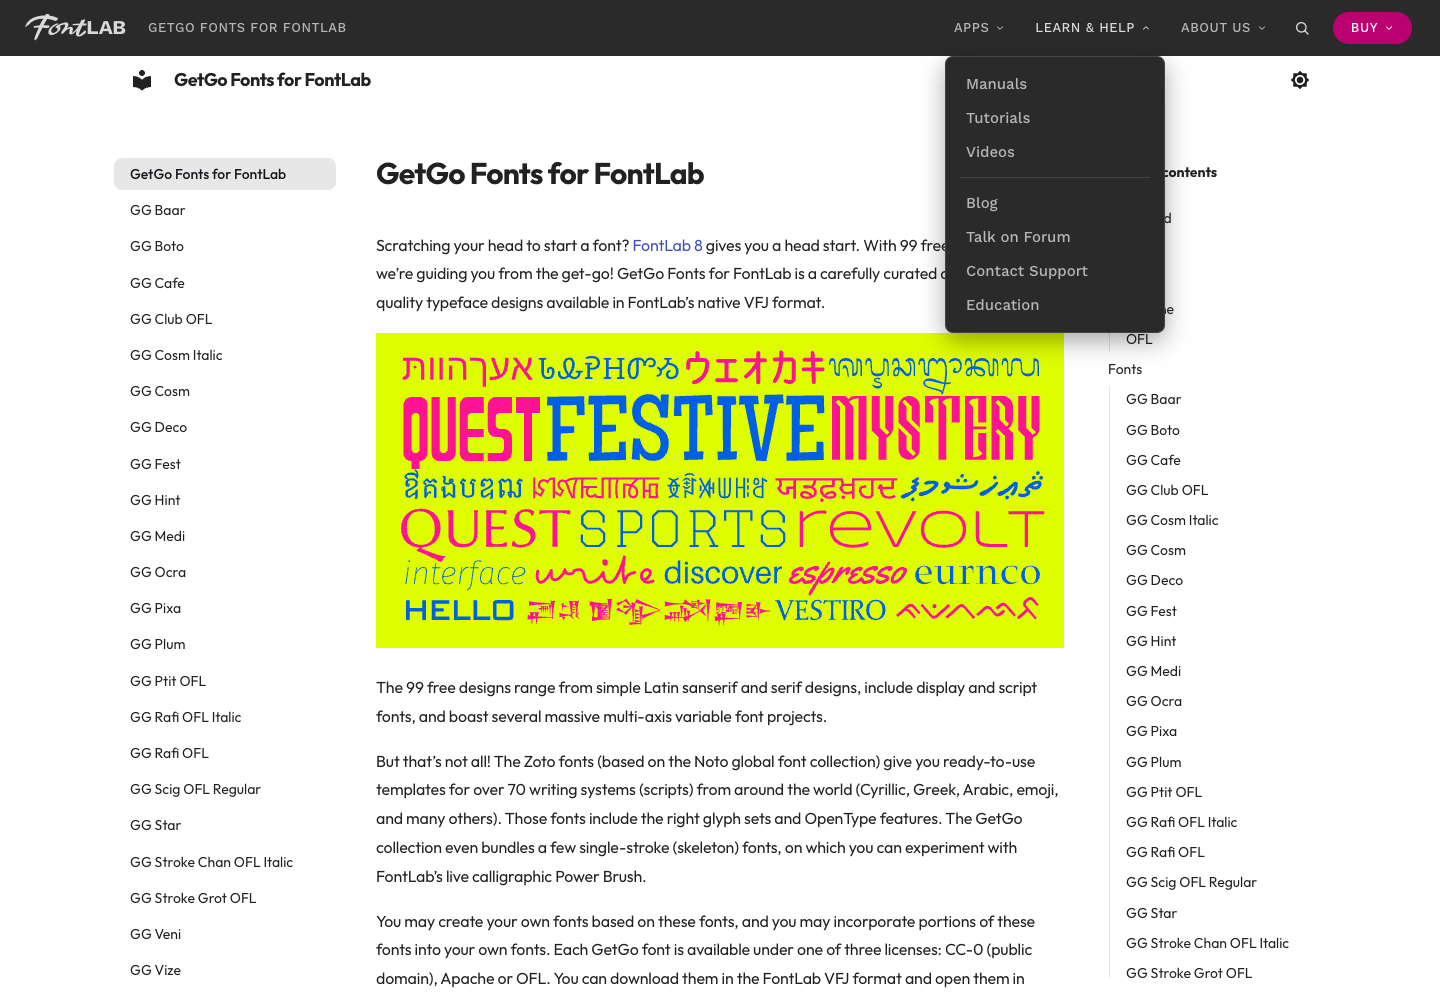 FontLAB
GETGO FONTS FOR FONTLAB
APPS
LEARN & HELP
ABOUT US
BUY
GetGo Fonts for FontLab
Manuals
Tutorials
Videos
Blog
Talk on Forum
Contact Support
Education
GetGo Fonts for FontLab
GG Baar
GG Boto
GG Cafe
GG Club OFL
GG Cosm Italic
GG Cosm
GG Deco
GG Fest
GG Hint
GG Medi
GG Ocra
GG Pixa
GG Plum
GG Ptit OFL
GG Rafi OFL Italic
GG Rafi OFL
GG Scig OFL Regular
GG Star
GG Stroke Chan OFL Italic
GG Stroke Grot OFL
GG Veni
GG Vize
GetGo Fonts for FontLab
Scratching your head to start a font? FontLab 8 gives you a head start. With 99 free
we’re guiding you from the get-go! GetGo Fonts for FontLab is a carefully curated
quality typeface designs available in FontLab’s native VFJ format.
ウエオカキ
QUEST FESTIVE MYSTERY
QUEST SPORTS revolt
interface write discover espresso eurnco
HELLO VESTIRO
The 99 free designs range from simple Latin sanserif and serif designs, include display and script
fonts, and boast several massive multi-axis variable font projects.
But that’s not all! The Zoto fonts (based on the Noto global font collection) give you ready-to-use
templates for over 70 writing systems (scripts) from around the world (Cyrillic, Greek, Arabic, emoji,
and many others). Those fonts include the right glyph sets and OpenType features. The GetGo
collection even bundles a few single-stroke (skeleton) fonts, on which you can experiment with
FontLab’s live calligraphic Power Brush.
You may create your own fonts based on these fonts, and you may incorporate portions of these
fonts into your own fonts. Each GetGo font is available under one of three licenses: CC-0 (public
domain), Apache or OFL. You can download them in the FontLab VFJ format and open them in
contents
OFL
Fonts
GG Baar
GG Boto
GG Cafe
GG Club OFL
GG Cosm Italic
GG Cosm
GG Deco
GG Fest
GG Hint
GG Medi
GG Ocra
GG Pixa
GG Plum
GG Ptit OFL
GG Rafi OFL Italic
GG Rafi OFL
GG Scig OFL Regular
GG Star
GG Stroke Chan OFL Italic
GG Stroke Grot OFL